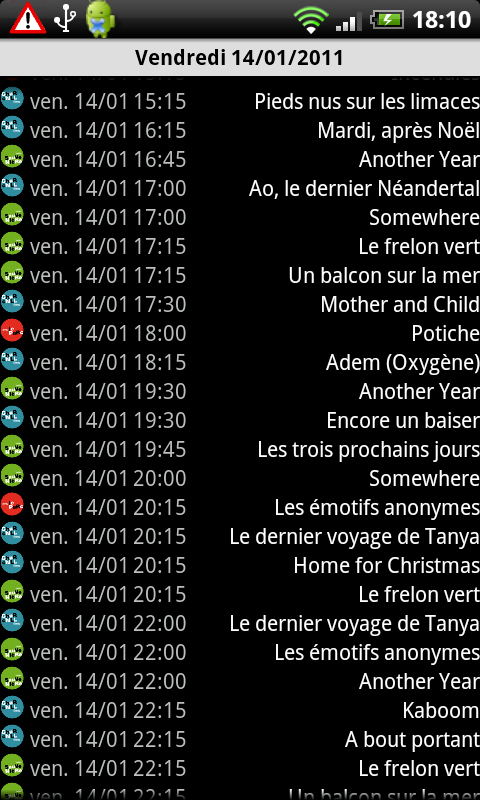 18:10
Vendredi 14/01/2011
ven. 14/01 15:15 Pieds nus sur les limaces
ven. 14/01 16:15 Mardi, après Noël
ven. 14/01 16:45 Another Year
ven. 14/01 17:00 Ao, le dernier Néandertal
ven. 14/01 17:00 Somewhere
ven. 14/01 17:15 Le frelon vert
ven. 14/01 17:15 Un balcon sur la mer
ven. 14/01 17:30 Mother and Child
ven. 14/01 18:00 Potiche
ven. 14/01 18:15 Adem (Oxygène)
ven. 14/01 19:30 Another Year
ven. 14/01 19:30 Encore un baiser
ven. 14/01 19:45 Les trois prochains jours
ven. 14/01 20:00 Somewhere
ven. 14/01 20:15 Les émotifs anonymes
ven. 14/01 20:15 Le dernier voyage de Tanya
ven. 14/01 20:15 Home for Christmas
ven. 14/01 20:15 Le frelon vert
ven. 14/01 22:00 Le dernier voyage de Tanya
ven. 14/01 22:00 Les émotifs anonymes
ven. 14/01 22:00 Another Year
ven. 14/01 22:15 Kaboom
ven. 14/01 22:15 A bout portant
ven. 14/01 22:15 Le frelon vert
ven. 14/01 22:15 Un balcon sur la mer